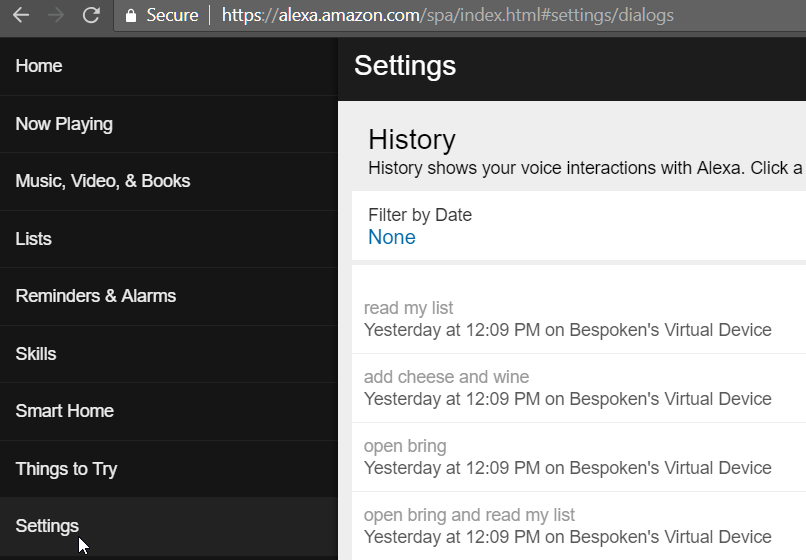 Secure | https://alexa.amazon.com/spa/index.html#settings/dialogs
Home
Now Playing
Music, Video, & Books
Lists
Reminders & Alarms
Skills
Smart Home
Things to Try
Settings
Settings
History
History shows your voice interactions with Alexa. Click a
Filter by Date
None
read my list
Yesterday at 12:09 PM on Bespoken's Virtual Device
add cheese and wine
Yesterday at 12:09 PM on Bespoken's Virtual Device
open bring
Yesterday at 12:09 PM on Bespoken's Virtual Device
open bring and read my list
Yesterday at 12:09 PM on Bespoken's Virtual Device